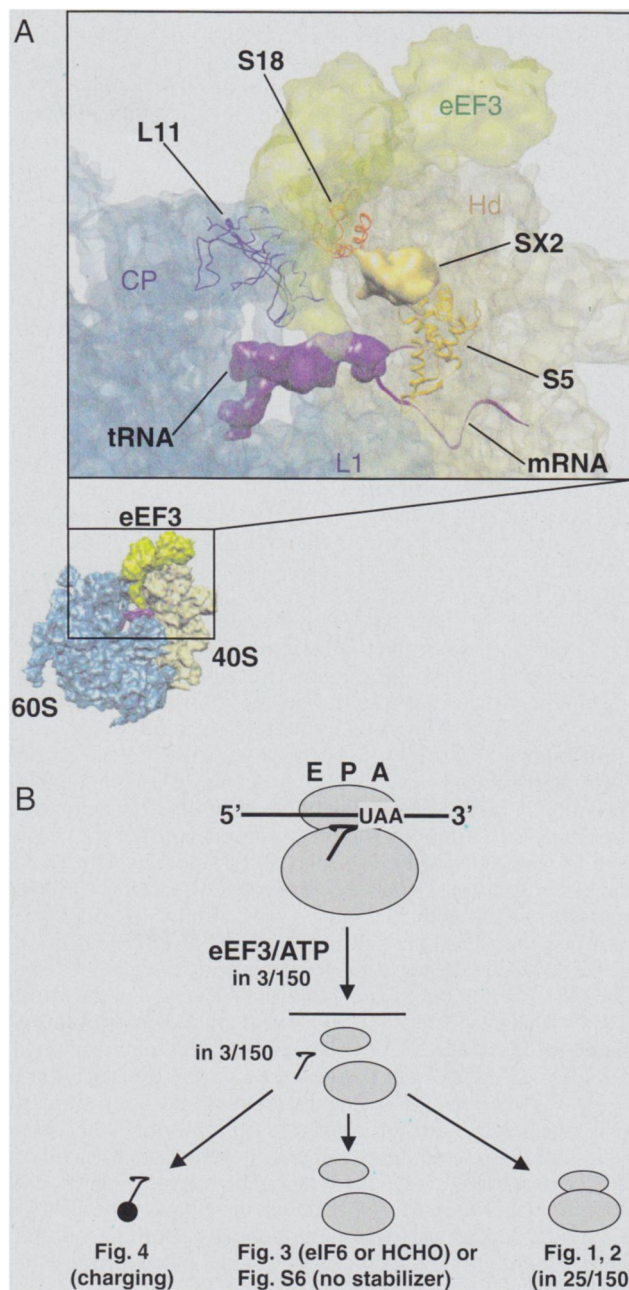 A
S18
eEF3
L11
Hd
SX2
CP
S5
tRNA
L1
mRNA
eEF3
40S
60S
B
E P A
5’ UAA 3’
eEF3/ATP
in 3/150
in 3/150
Fig. 4
(charging)
Fig. 3 (eIF6 or HCHO) or
Fig. S6 (no stabilizer)
Fig. 1, 2
(in 25/150)